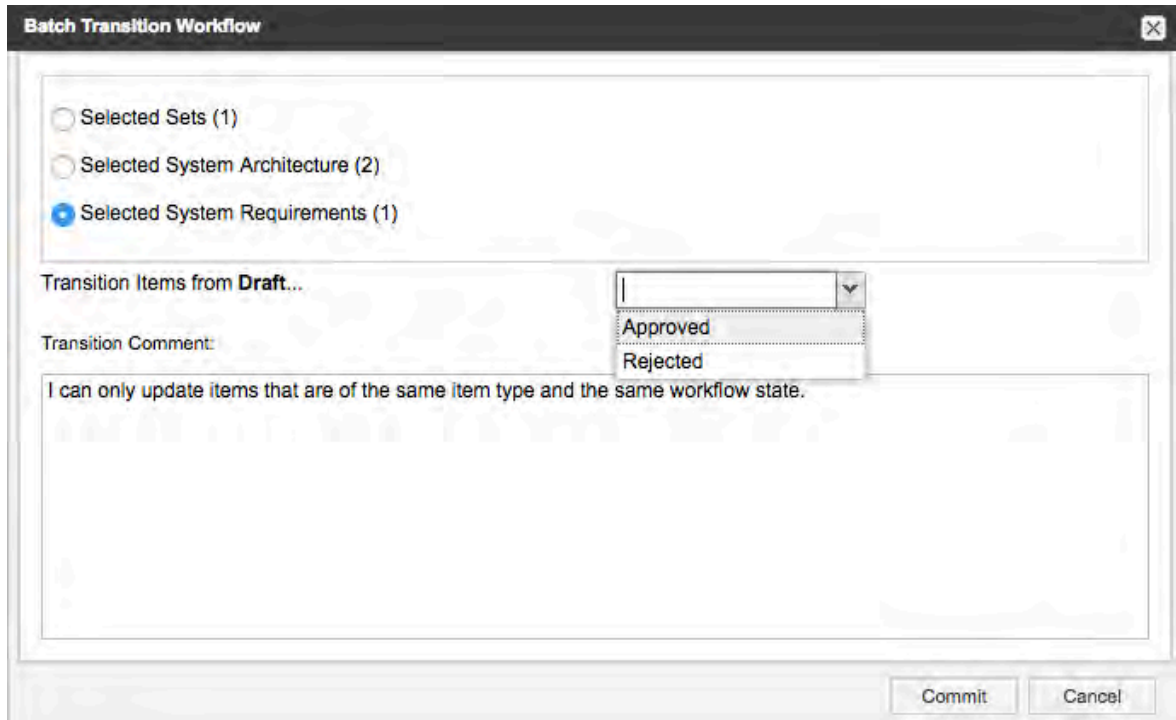 Batch Transition Workflow
Selected Sets (1)
Selected System Architecture (2)
Selected System Requirements (1)
Transition Items from Draft...
Approved
Rejected
Transition Comment:
I can only update items that are of the same item type and the same workflow state.
Commit
Cancel